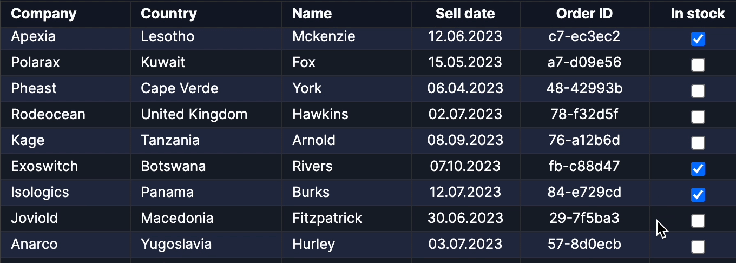 Company Country Name Sell date Order ID In stock
Apexia Lesotho Mckenzie 12.06.2023 c7-ec3ec2
Polarax Kuwait Fox 15.05.2023 a7-d09e56
Pheast Cape Verde York 06.04.2023 48-42993b
Rodeocean United Kingdom Hawkins 02.07.2023 78-f32d5f
Kage Tanzania Arnold 08.09.2023 76-a12b6d
Exoswitch Botswana Rivers 07.10.2023 fb-c88d47
Isologics Panama Burks 12.07.2023 84-e729cd
Joviold Macedonia Fitzpatrick 30.06.2023 29-7f5ba3
Anarco Yugoslavia Hurley 03.07.2023 57-8d0ecb